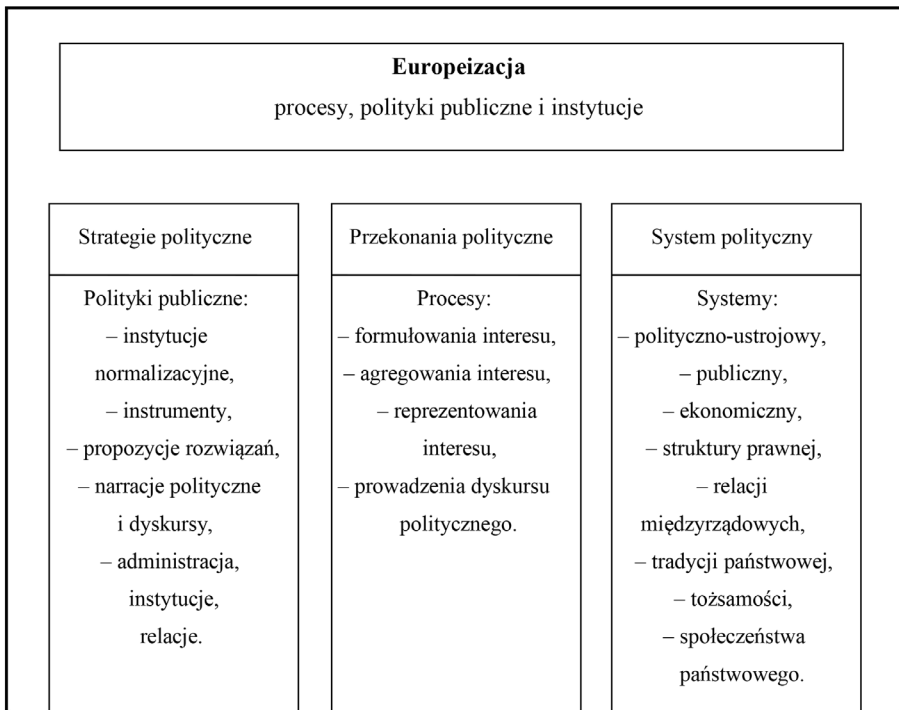 Europeizacja
procesy, polityki publiczne i instytucje
Strategie polityczne
Polityki publiczne:
– instytucje
normalizacyjne,
– instrumenty,
– propozycje rozwiązań,
– narracje polityczne
i dyskursy,
– administracja,
instytucje,
relacje.
Przekonania polityczne
Procesy:
– formułowania interesu,
– agregowania interesu,
– reprezentowania
interesu,
– prowadzenia dyskursu
politycznego.
System polityczny
Systemy:
– polityczno-ustrojowy,
– publiczny,
– ekonomiczny,
– struktury prawnej,
– relacji
międzyrządowych,
– tradycji państwowej,
– tożsamości,
– społeczeństwa
państwowego.